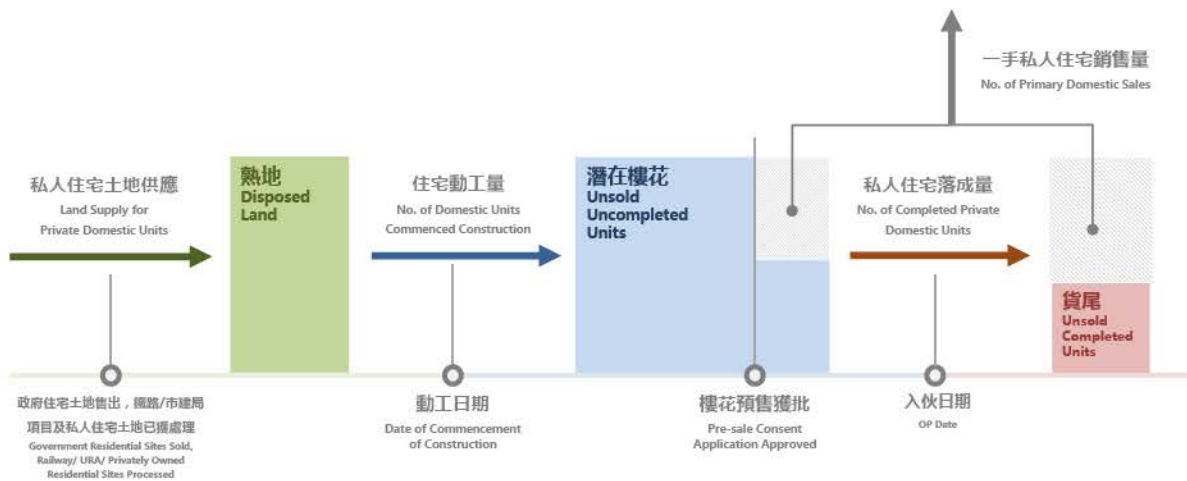 一手私人住宅銷售量
No. of Primary Domestic Sales
私人住宅土地供應
Land Supply for
Private Domestic Units
熟地
Disposed
Land
住宅動工量
No. of Domestic Units
Commenced Construction
潛在樓花
Unsold
Uncompleted
Units
私人住宅落成量
No. of Completed Private
Domestic Units
貨尾
Unsold
Completed
Units
政府住宅土地售出，鐵路/市建局
項目及私人住宅土地已獲處理
Government Residential Sites Sold,
Railway/ URA/ Privately Owned
Residential Sites Processed
動工日期
Date of Commencement
of Construction
樓花預售獲批
Pre-sale Consent
Application Approved
入伙日期
OP Date